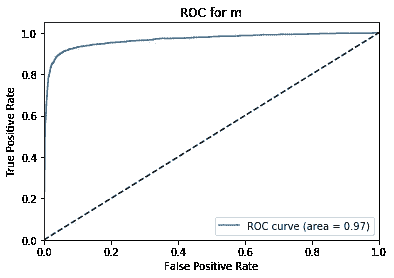 ROC for m
1.0
0.8
0.6
0.4
0.2
0.0
True Positive Rate
ROC curve (area = 0.97)
0.0 0.2 0.4 0.6 0.8 1.0
False Positive Rate